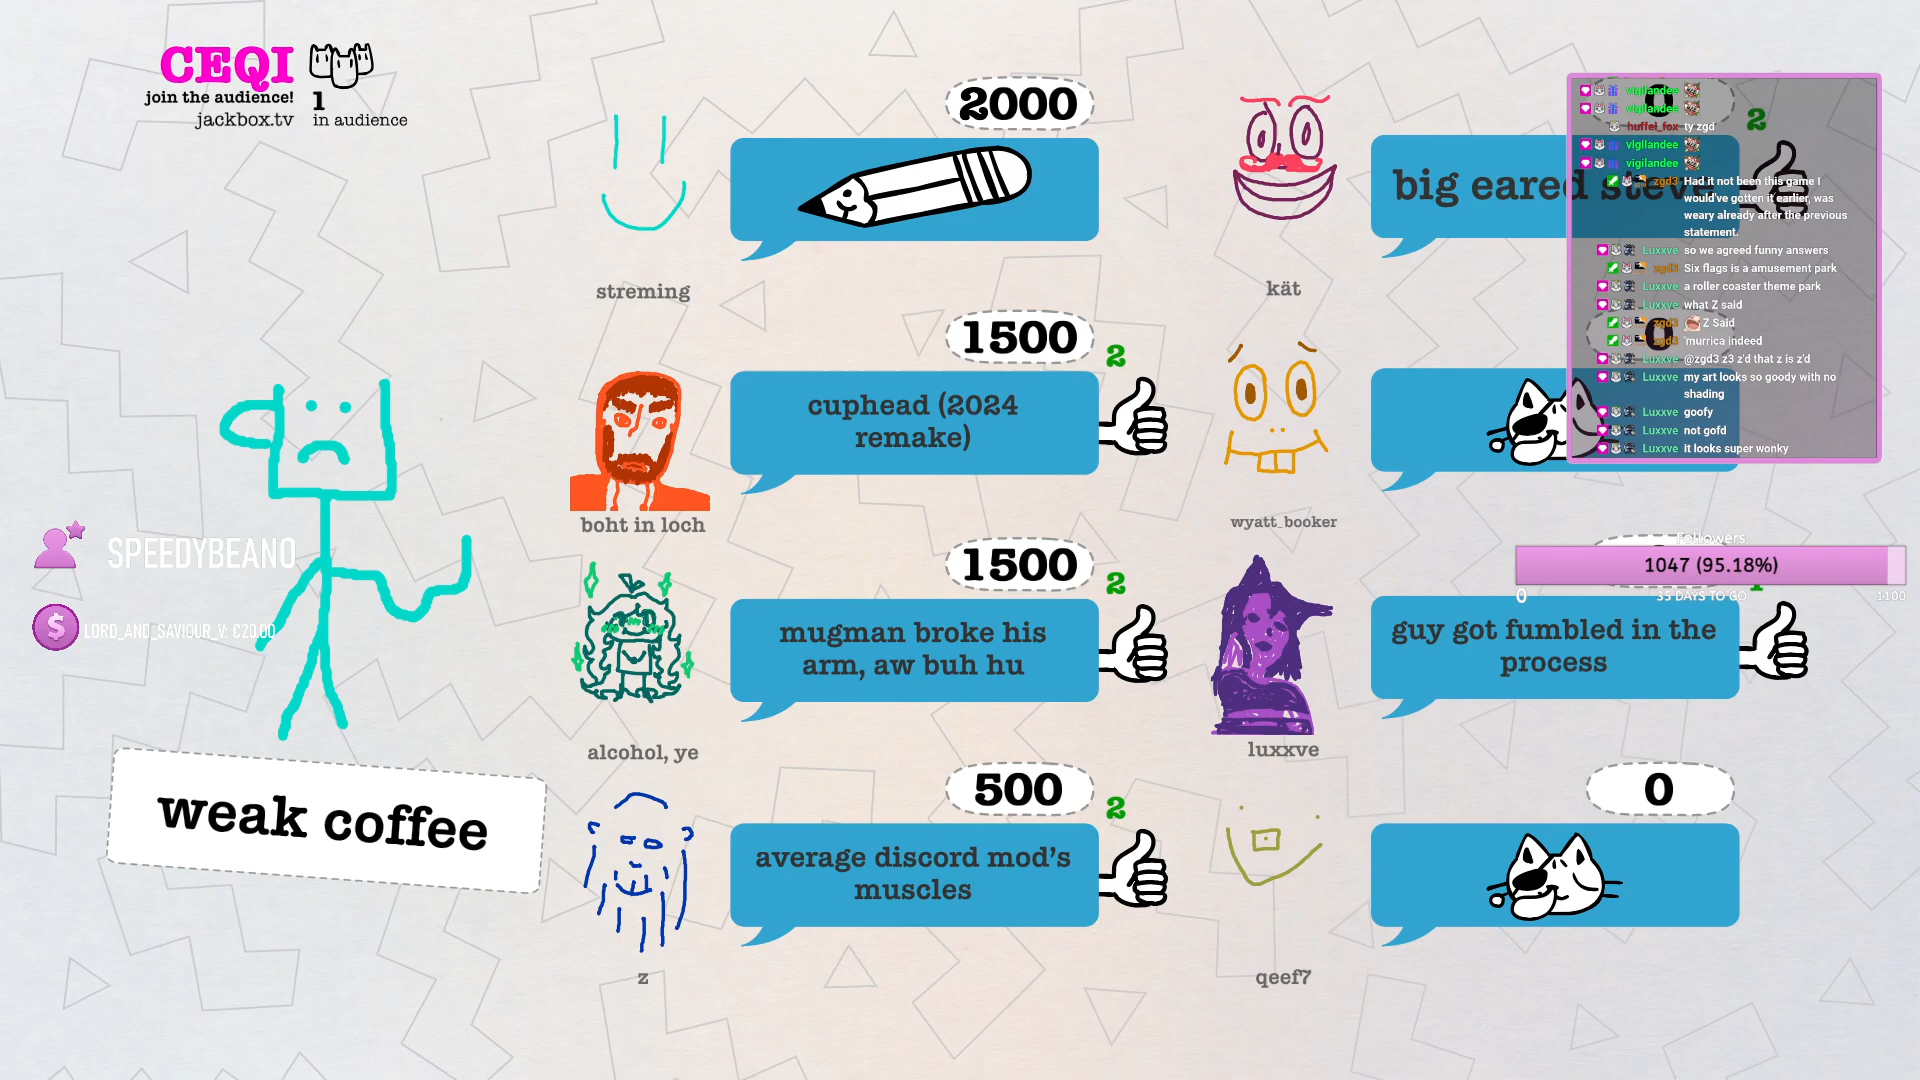 CEQI
join the audience!
jackbox.tv
1
in audience
2000
streming
1500
2
cuphead (2024
remake)
boht in loch
1500
2
mugman broke his
arm, aw buh hu
alcohol, ye
500
2
average discord mod's
muscles
z
weak coffee
SPEEDYBEANO
LORD_AND_SAVIOUR_V: €20.00
0
2
big eared steve
kät
0
wyatt_booker
guy got fumbled in the
process
luxxve
0
qeef7
vigilandee
vigilandee
huffel_fox ty zgd
vigilandee
vigilandee
zgd3 Had it not been this game I
would've gotten it earlier, was
weary already after the previous
statement.
Luxxve so we agreed funny answers
zgd3 Six flags is a amusement park
Luxxve a roller coaster theme park
Luxxve what Z said
zgd3 Z Said
zgd3 'murrica indeed
Luxxve @zgd3 z3 z'd that z is z'd
Luxxve my art looks so goody with no
shading
Luxxve goofy
Luxxve not gofd
Luxxve It looks super wonky
Followers
1047 (95.18%)
0
35 DAYS TO GO
1100